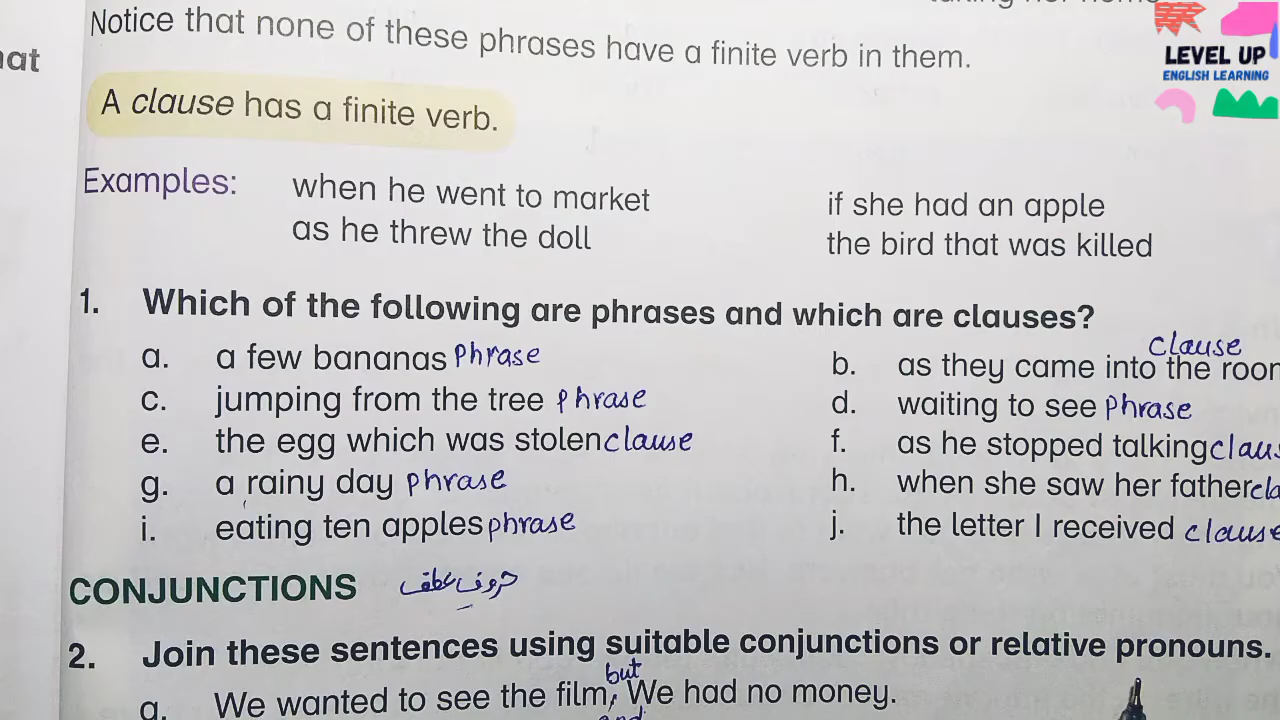 Notice that none of these phrases have a finite verb in them.
LEVEL UP
ENGLISH LEARNING
A clause has a finite verb.
Examples: when he went to market if she had an apple
as he threw the doll the bird that was killed
1. Which of the following are phrases and which are clauses?
clause
a. a few bananas Phrase b. as they came into the
c. jumping from the tree phrase d. waiting to see phrase
e. the egg which was stolen clause f. as he stopped talking
g. a rainy day phrase h. when she saw her father
i. eating ten apples phrase j. the letter I received clause
CONJUNCTIONS حروفِ عطف
2. Join these sentences using suitable conjunctions or relative pronouns.
but
a. We wanted to see the film, We had no money.